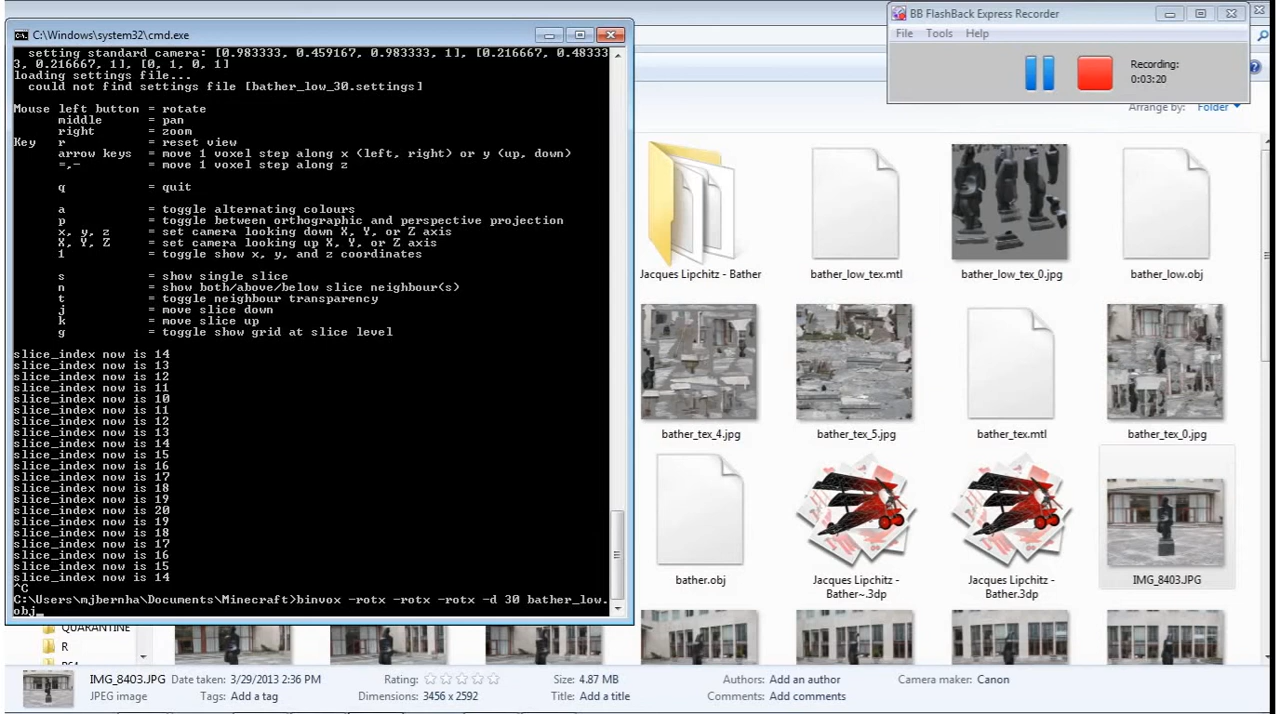 C:\Windows\system32\cmd.exe
setting standard camera: [0.983333, 0.459167, 0.983333, 1], [0.216667, 0.48333
3, 0.216667, 1], [0, 1, 0, 1]
loading settings file...
could not find settings file [bather_low_30.settings]
Mouse left button = rotate
middle = pan
right = zoom
Key r = reset view
arrow keys = move 1 voxel step along x (left, right) or y (up, down)
=,- = move 1 voxel step along z
q = quit
a = toggle alternating colours
p = toggle between orthographic and perspective projection
x, y, z = set camera looking down X, Y, or Z axis
X, Y, Z = set camera looking up X, Y, or Z axis
1 = toggle show x, y, and z coordinates
s = show single slice
n = show both/above/below slice neighbour(s)
t = toggle neighbour transparency
j = move slice down
k = move slice up
g = toggle show grid at slice level
slice_index now is 14
slice_index now is 13
slice_index now is 12
slice_index now is 11
slice_index now is 10
slice_index now is 11
slice_index now is 12
slice_index now is 13
slice_index now is 14
slice_index now is 15
slice_index now is 16
slice_index now is 17
slice_index now is 18
slice_index now is 19
slice_index now is 20
slice_index now is 19
slice_index now is 18
slice_index now is 17
slice_index now is 16
slice_index now is 15
slice_index now is 14
^C
C:\Users\mjbernha\Documents\Minecraft>binvox -rotx -rotx -rotx -d 30 bather_low.
obj_
BB FlashBack Express Recorder
File Tools Help
Recording:
0:03:20
Arrange by: Folder
Jacques Lipchitz - Bather
bather_low_tex.mtl
bather_low_tex_0.jpg
bather_low.obj
bather_tex_4.jpg
bather_tex_5.jpg
bather_tex.mtl
bather_tex_0.jpg
bather.obj
Jacques Lipchitz -
Bather~.3dp
Jacques Lipchitz -
Bather.3dp
IMG_8403.JPG
QUARANTINE
R
IMG_8403.JPG Date taken: 3/29/2013 2:36 PM Rating: Size: 4.87 MB Authors: Add an author Camera maker: Canon
JPEG image Tags: Add a tag Dimensions: 3456 x 2592 Title: Add a title Comments: Add comments